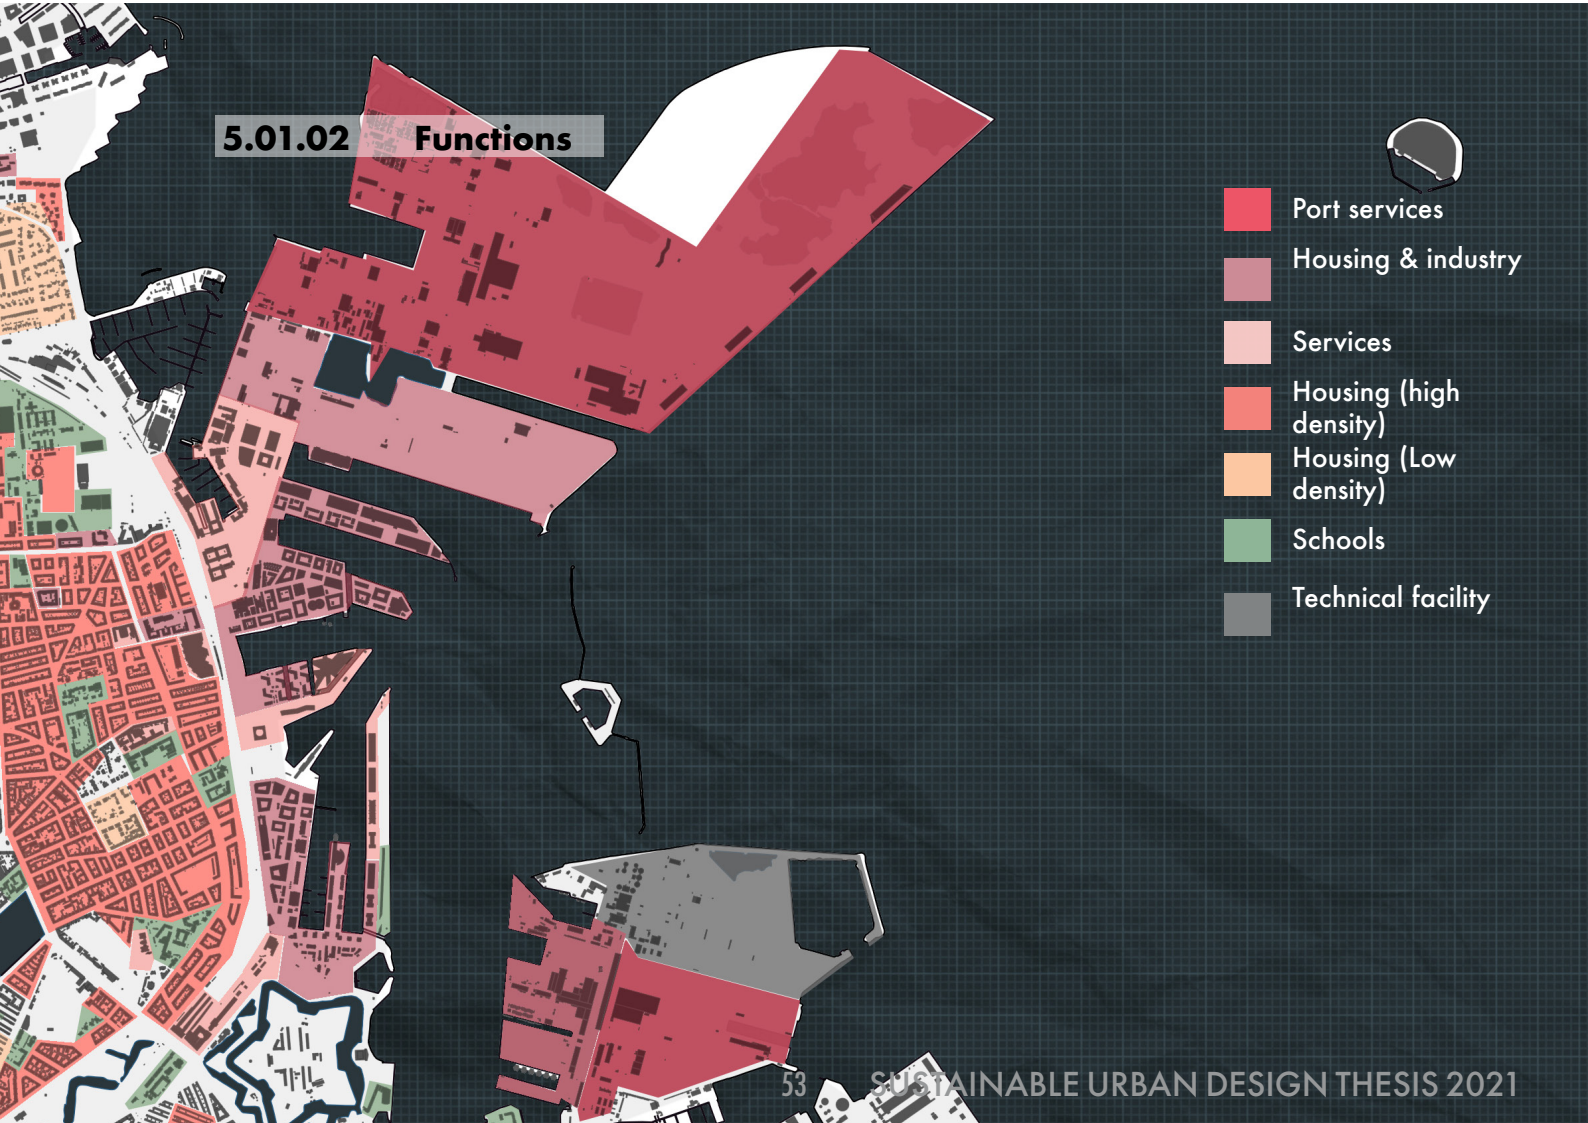 5.01.02 Functions
Port services
Housing & industry
Services
Housing (high
density)
Housing (Low
density)
Schools
Technical facility
53 SUSTAINABLE URBAN DESIGN THESIS 2021